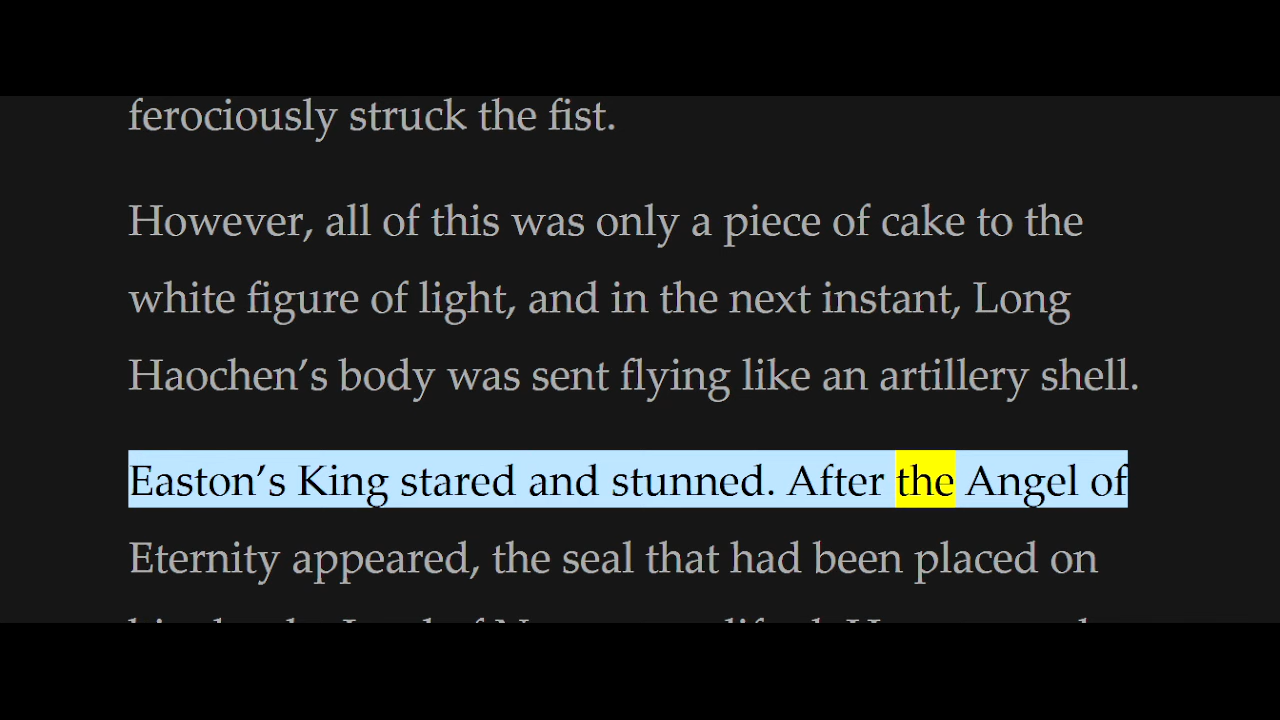 ferociously struck the fist.
However, all of this was only a piece of cake to the
white figure of light, and in the next instant, Long
Haochen’s body was sent flying like an artillery shell.
Easton’s King stared and stunned. After the Angel of
Eternity appeared, the seal that had been placed on